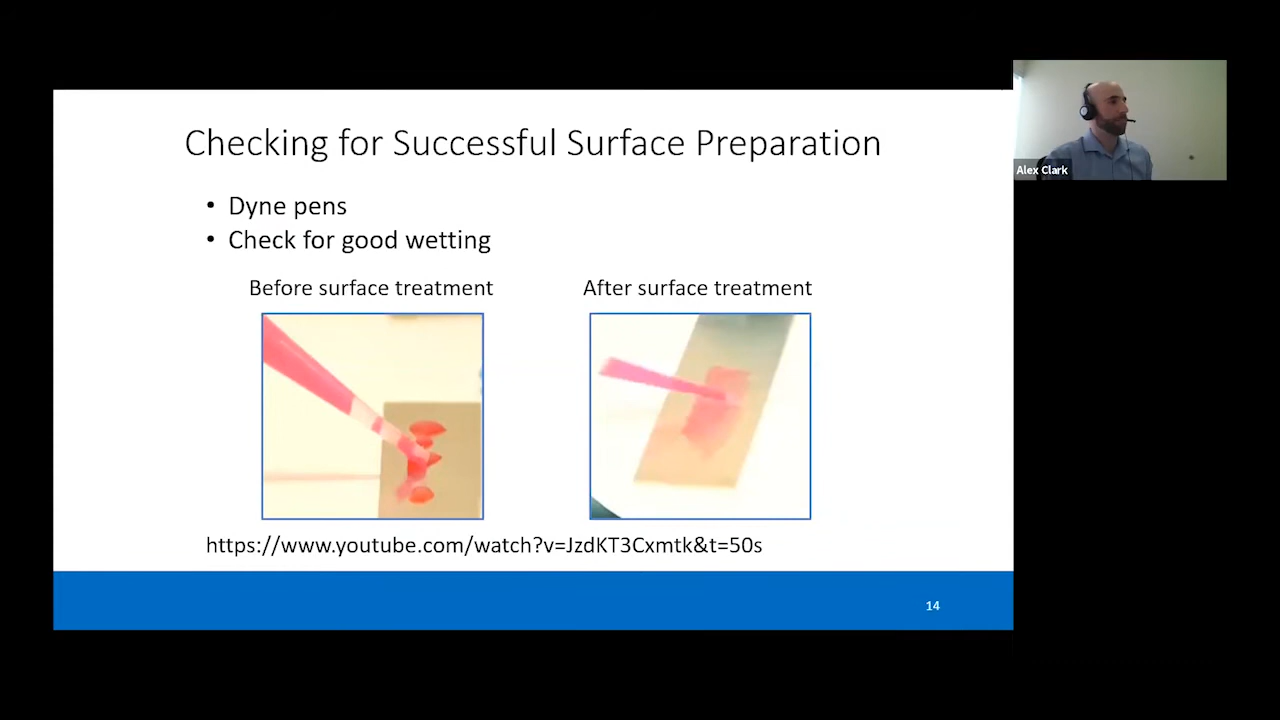 Checking for Successful Surface Preparation
• Dyne pens
• Check for good wetting
Before surface treatment
After surface treatment
https://www.youtube.com/watch?v=JzdKT3Cxmtk&t=50s
14
Alex Clark